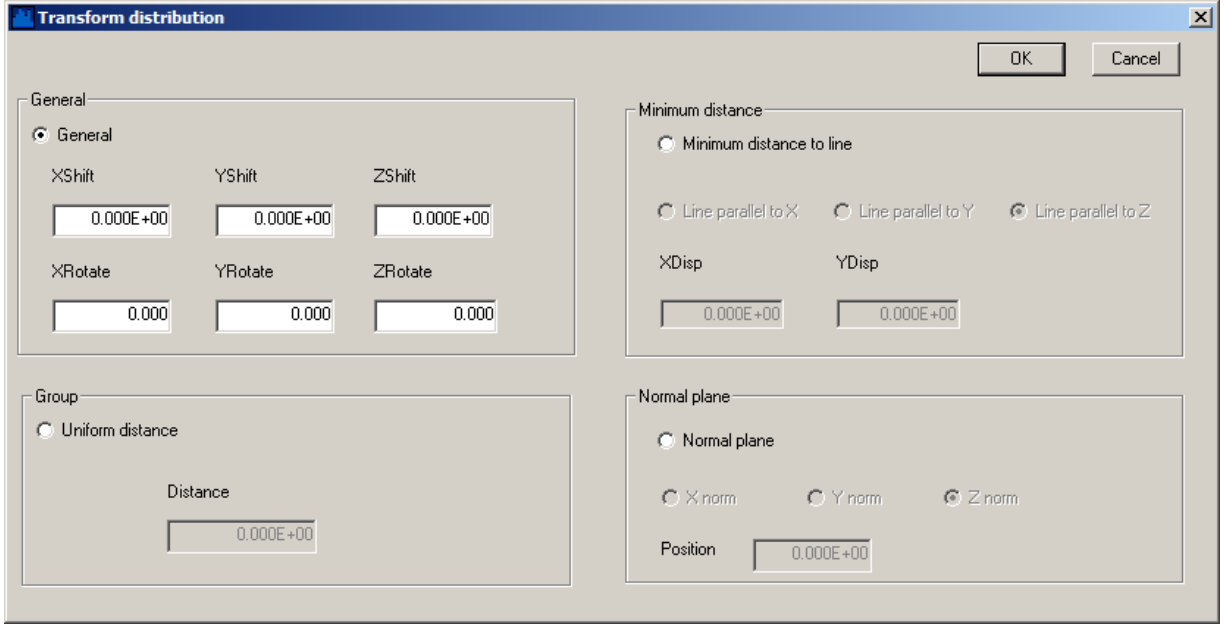 Transform distribution
OK Cancel
General
General
XShift YShift ZShift
0.000E+00 0.000E+00 0.000E+00
XRotate YRotate ZRotate
0.000 0.000 0.000
Minimum distance
Minimum distance to line
Line parallel to X Line parallel to Y Line parallel to Z
XDisp YDisp
0.000E+00 0.000E+00
Group
Uniform distance
Distance
0.000E+00
Normal plane
Normal plane
X norm Y norm Z norm
Position 0.000E+00